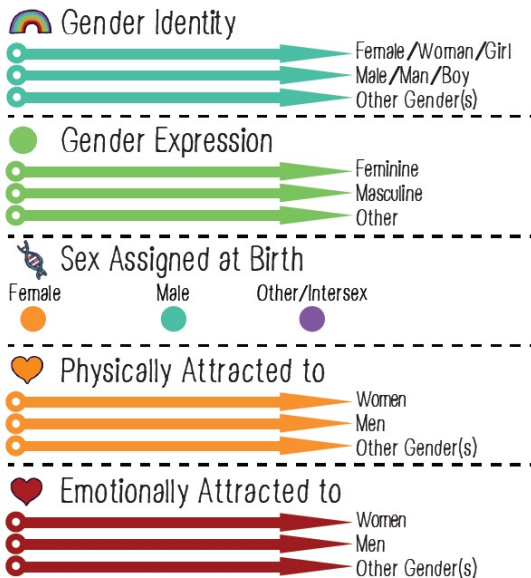 Gender Identity
Female/Woman/Girl
Male/Man/Boy
Other Gender(s)
Gender Expression
Feminine
Masculine
Other
Sex Assigned at Birth
Female Male Other/Intersex
Physically Attracted to
Women
Men
Other Gender(s)
Emotionally Attracted to
Women
Men
Other Gender(s)